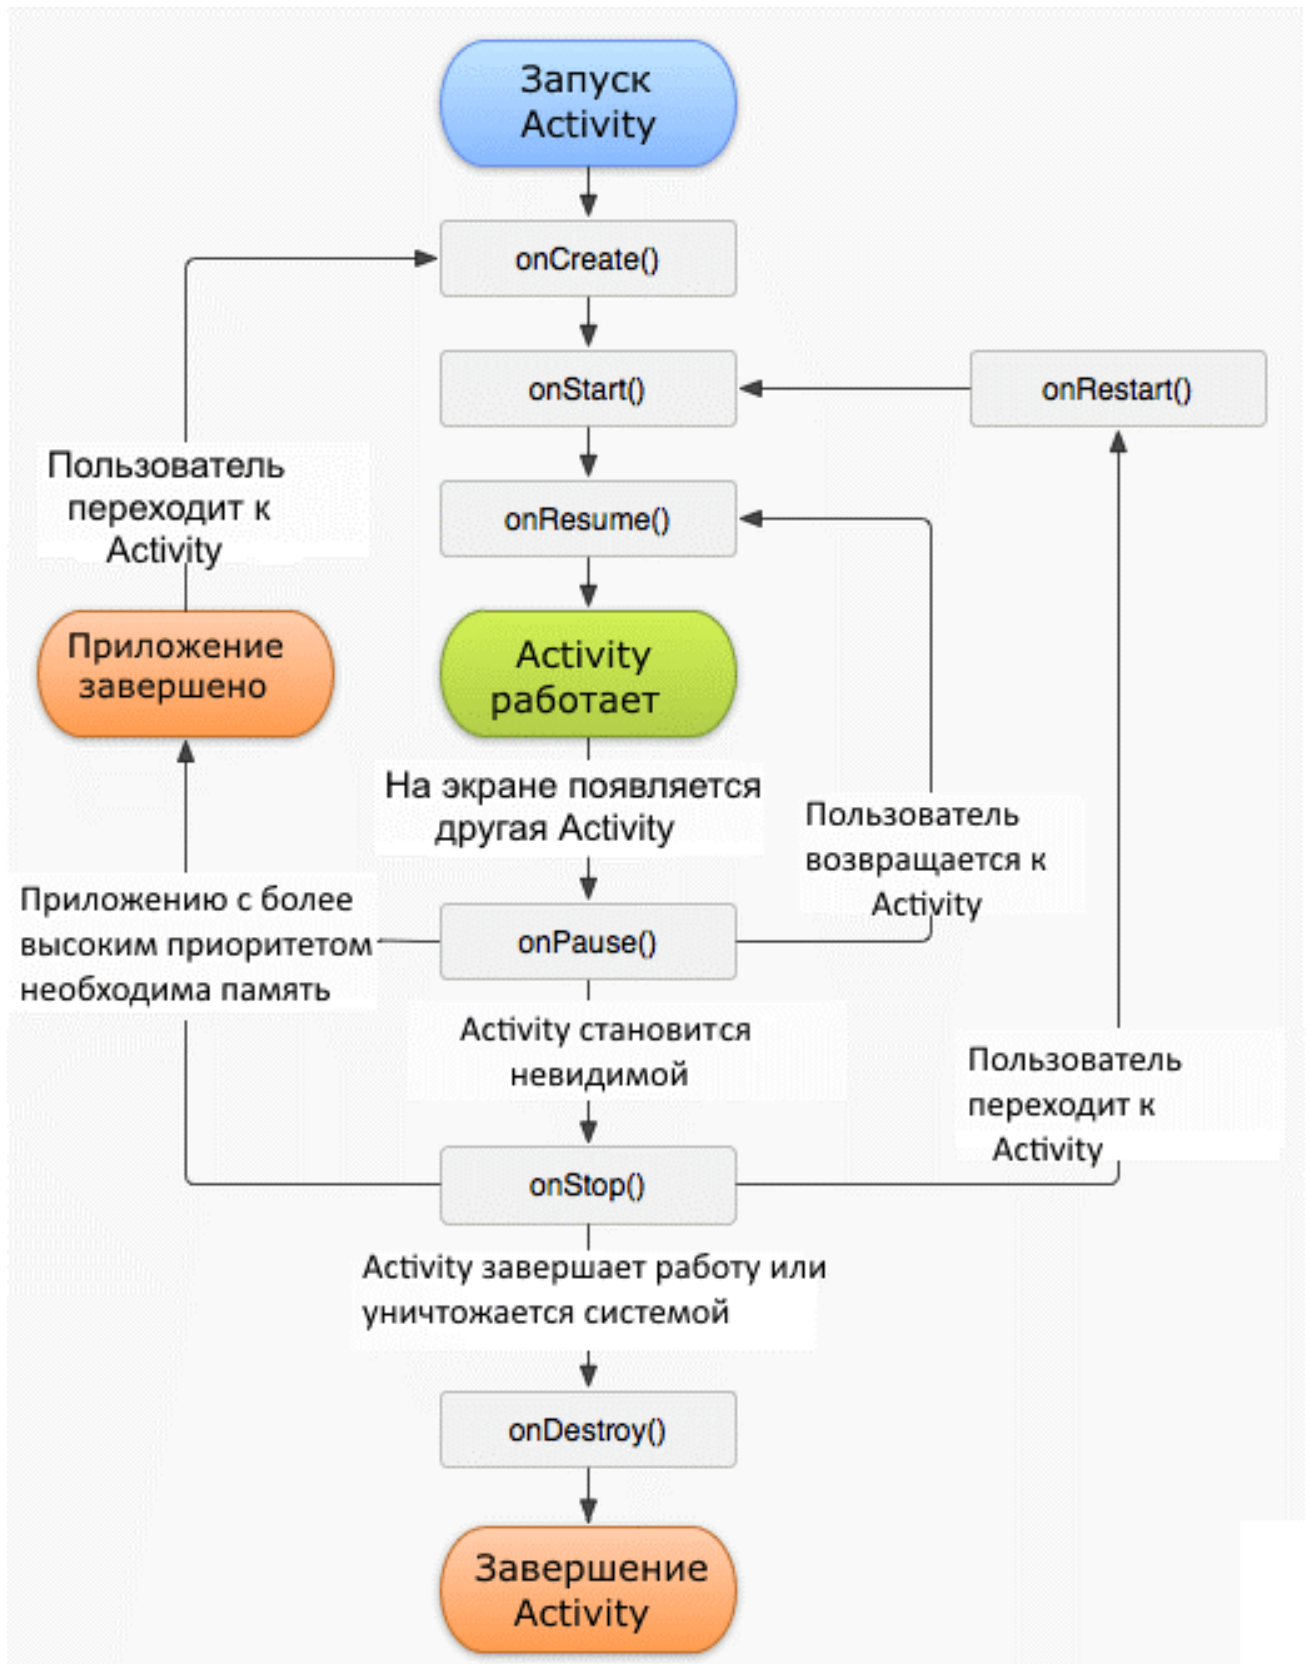 Запуск
Activity
onCreate()
onStart()
onRestart()
Пользователь
переходит к
Activity
onResume()
Приложение
завершено
Activity
работает
На экране появляется
другая Activity
Пользователь
возвращается к
Activity
Приложению с более
высоким приоритетом
необходима память
onPause()
Activity становится
невидимой
Пользователь
переходит к
Activity
onStop()
Activity завершает работу или
уничтожается системой
onDestroy()
Завершение
Activity